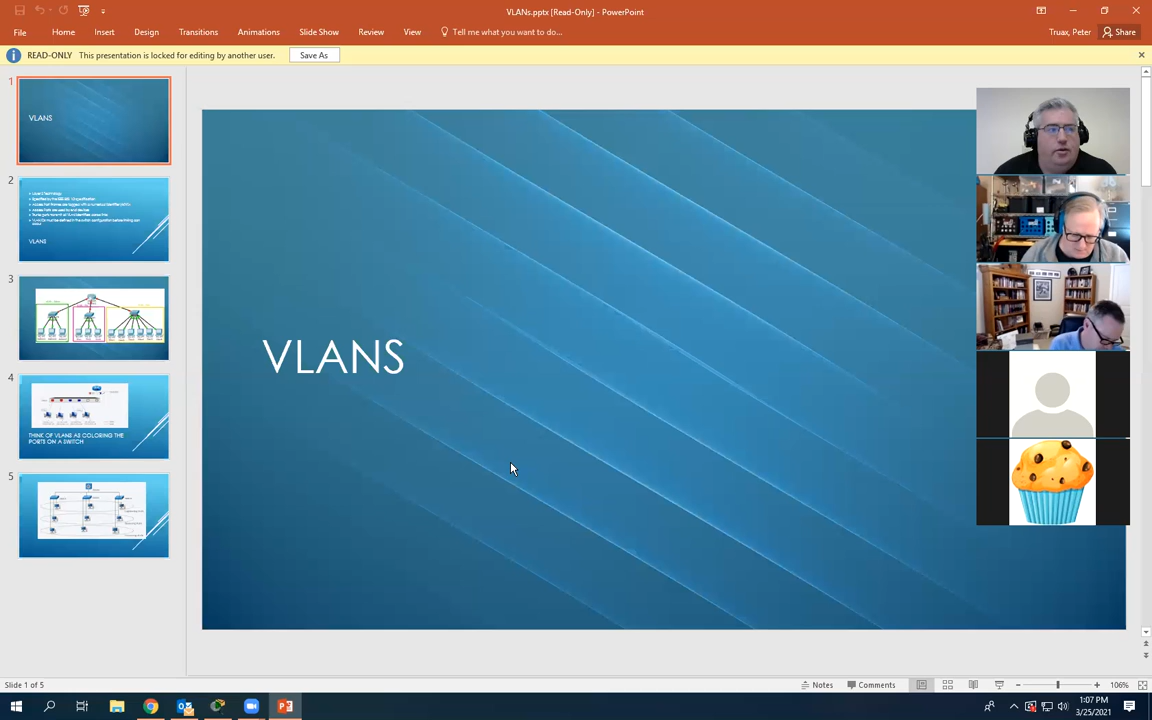 VLANs.pptx [Read-Only] - PowerPoint
File Home Insert Design Transitions Animations Slide Show Review View Tell me what you want to do... Truax, Peter Share
READ-ONLY This presentation is locked for editing by another user. Save As
1
VLANS
2
VLANS
3
4
THINK OF VLANS AS COLORING THE
PORTS ON A SWITCH
5
VLANS
Slide 1 of 5 Notes Comments 106%
1:07 PM
3/25/2021